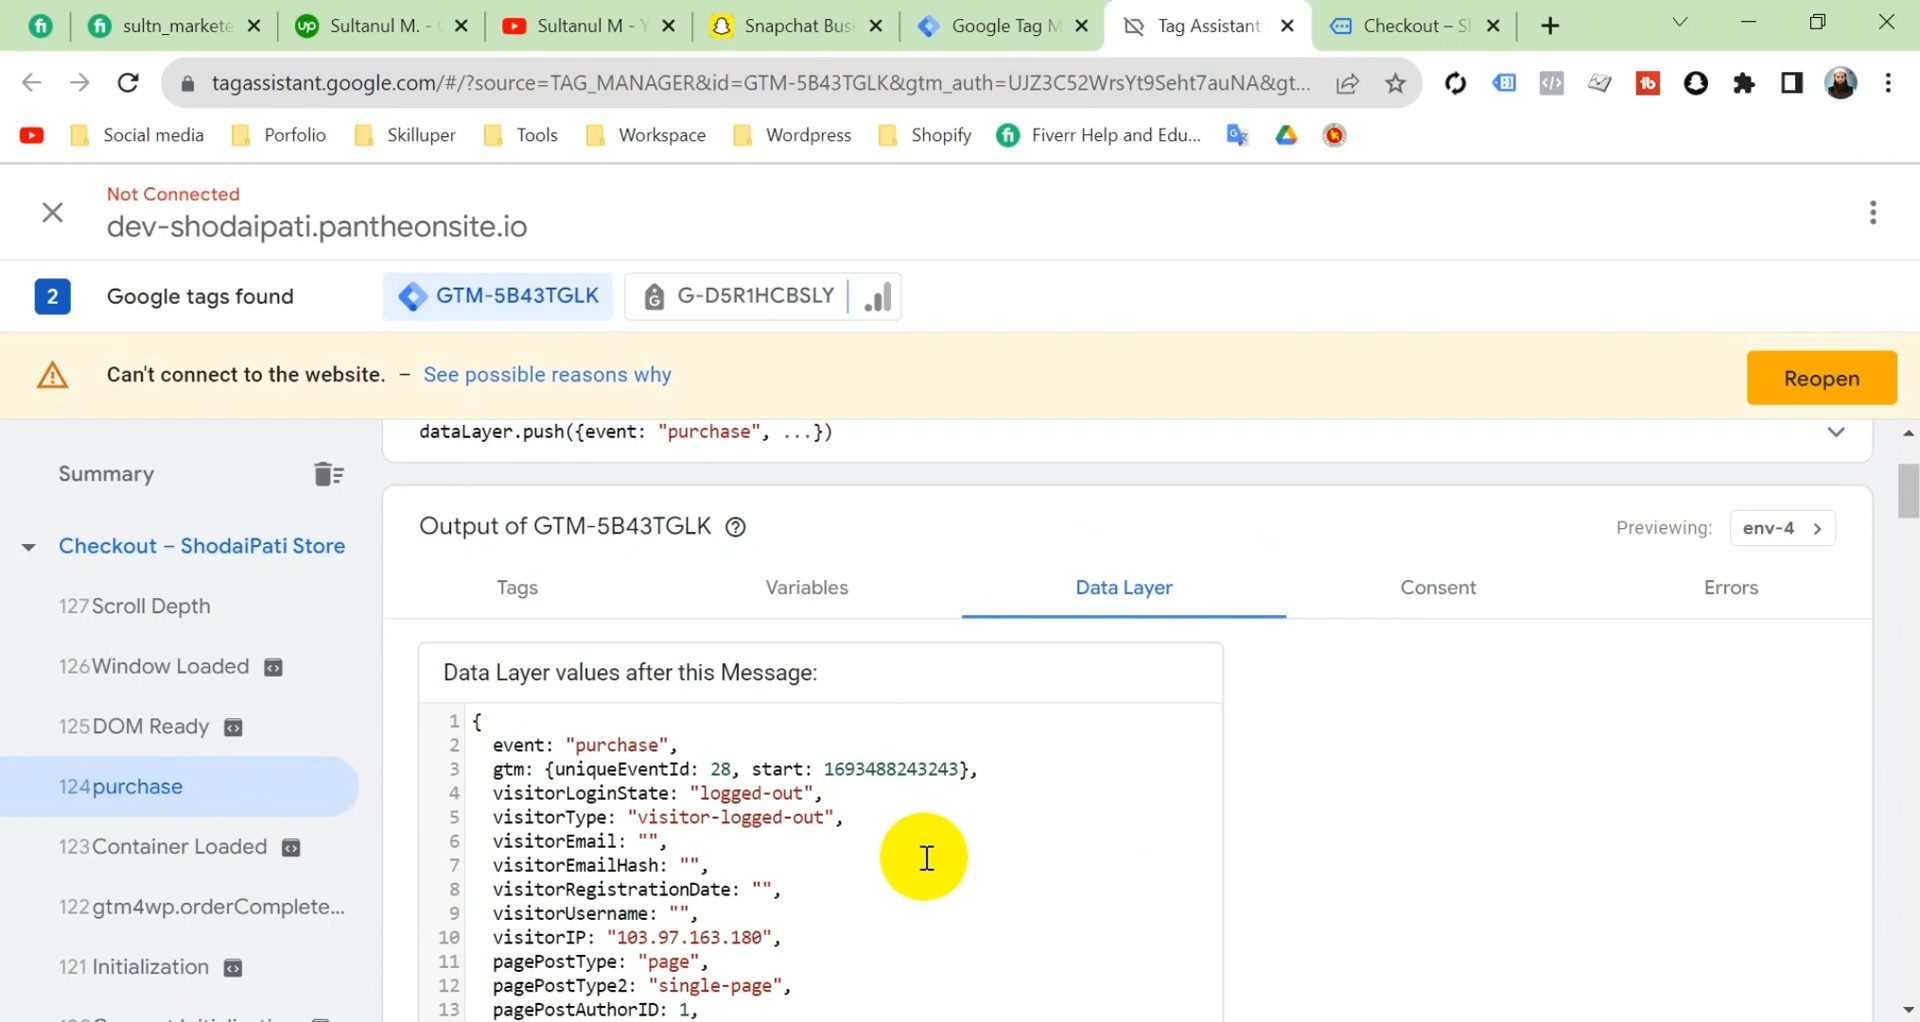 sultn_markete
Sultanul M. -
Sultanul M - Y
Snapchat Busi
Google Tag M
Tag Assistant
Checkout – Sh
tagassistant.google.com/#/?source=TAG_MANAGER&id=GTM-5B43TGLK&gtm_auth=UJZ3C52WrsYt9Seht7auNA&gt...
Social media
Porfolio
Skilluper
Tools
Workspace
Wordpress
Shopify
Fiverr Help and Edu...
Not Connected
dev-shodaipati.pantheonsite.io
2
Google tags found
GTM-5B43TGLK
G-D5R1HCBSLY
Can't connect to the website. – See possible reasons why
Reopen
dataLayer.push({event: "purchase", ...})
Summary
Checkout – ShodaiPati Store
127 Scroll Depth
126 Window Loaded
125 DOM Ready
124 purchase
123 Container Loaded
122 gtm4wp.orderComplete...
121 Initialization
Output of GTM-5B43TGLK
Previewing: env-4
Tags
Variables
Data Layer
Consent
Errors
Data Layer values after this Message:
1 {
2 event: "purchase",
3 gtm: {uniqueEventId: 28, start: 1693488243243},
4 visitorLoginState: "logged-out",
5 visitorType: "visitor-logged-out",
6 visitorEmail: "",
7 visitorEmailHash: "",
8 visitorRegistrationDate: "",
9 visitorUsername: "",
10 visitorIP: "103.97.163.180",
11 pagePostType: "page",
12 pagePostType2: "single-page",
13 pagePostAuthorID: 1,